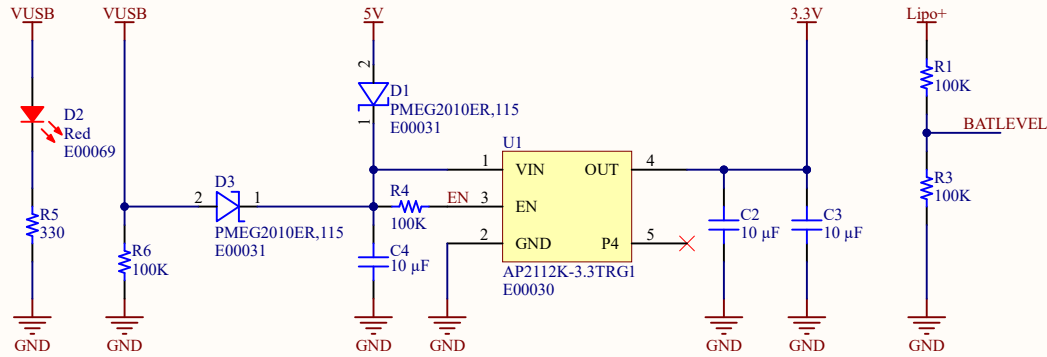 VUSB
VUSB
5V
3.3V
Lipo+
D2
Red
E00069
R5
330
GND
R6
100K
GND
2
D3
1
PMEG2010ER,115
E00031
2
D1
PMEG2010ER,115
E00031
1
R4
100K
EN
C4
10 µF
GND
GND
U1
1
VIN
OUT
4
3
EN
2
GND
P4
5
AP2112K-3.3TRG1
E00030
C2
10 µF
GND
C3
10 µF
GND
R1
100K
BATLEVEL
R3
100K
GND